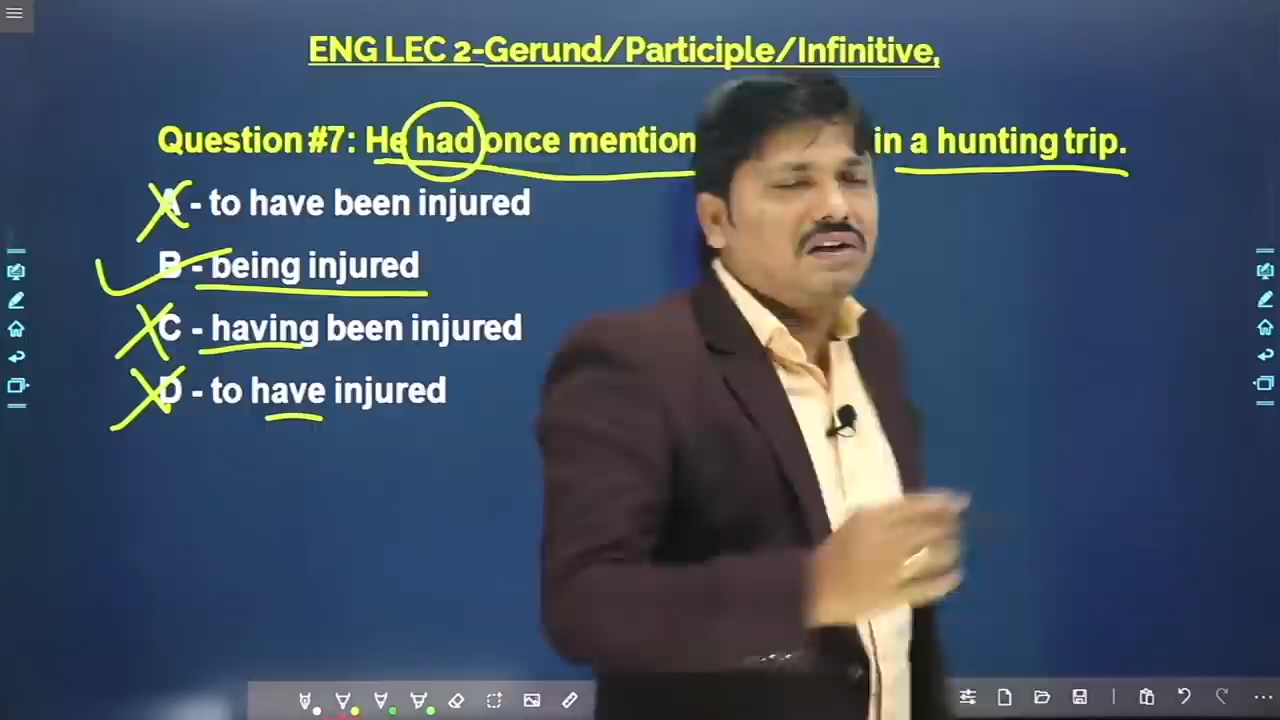 ENG LEC 2-Gerund/Participle/Infinitive,
Question #7: He had once mention in a hunting trip.
A - to have been injured
B - being injured
C - having been injured
D - to have injured